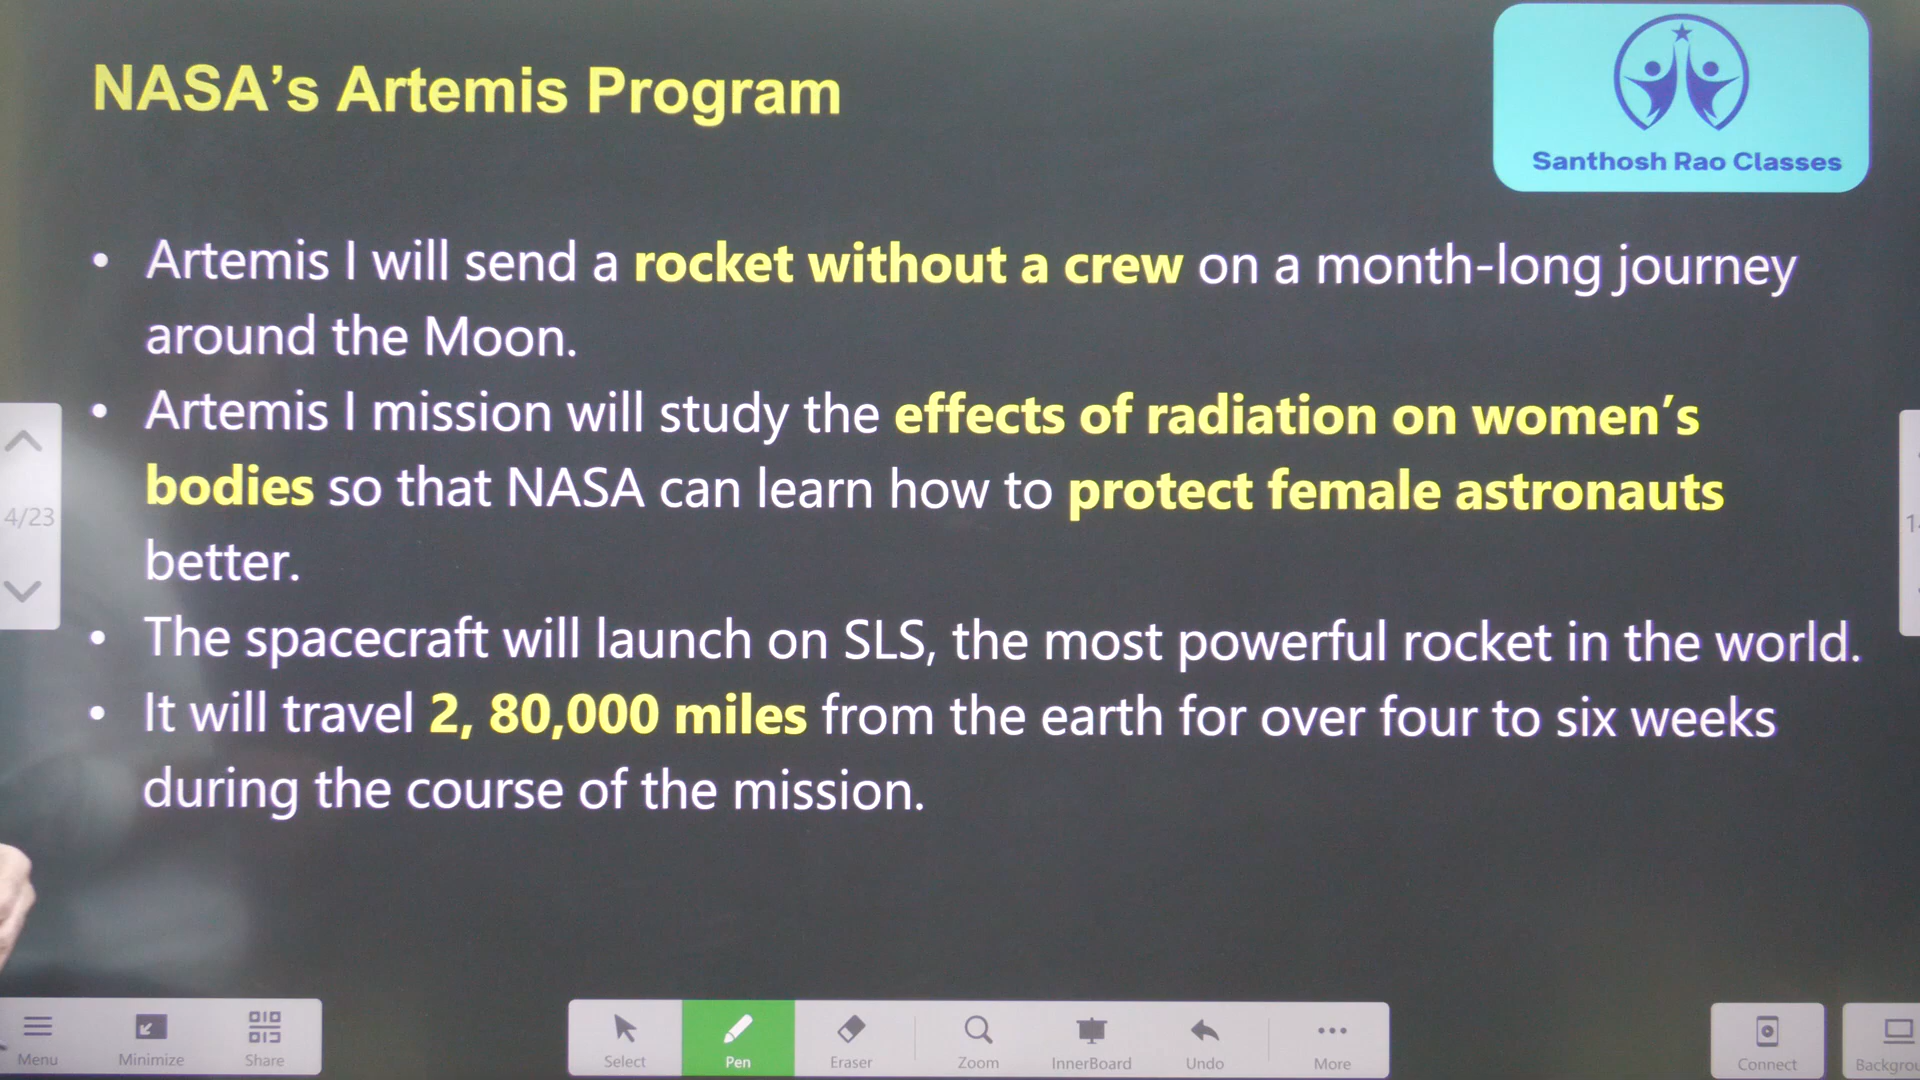 NASA's Artemis Program
Santhosh Rao Classes
• Artemis I will send a rocket without a crew on a month-long journey
around the Moon.
• Artemis I mission will study the effects of radiation on women's
bodies so that NASA can learn how to protect female astronauts
better.
• The spacecraft will launch on SLS, the most powerful rocket in the world.
• It will travel 2, 80,000 miles from the earth for over four to six weeks
during the course of the mission.
4/23
Menu Minimize Share Select Pen Eraser Zoom InnerBoard Undo More Connect